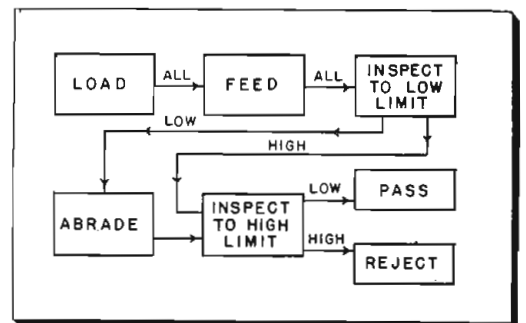 LOAD
ALL
FEED
ALL
INSPECT
TO LOW
LIMIT
LOW
HIGH
ABRADE
INSPECT
TO HIGH
LIMIT
LOW
PASS
HIGH
REJECT